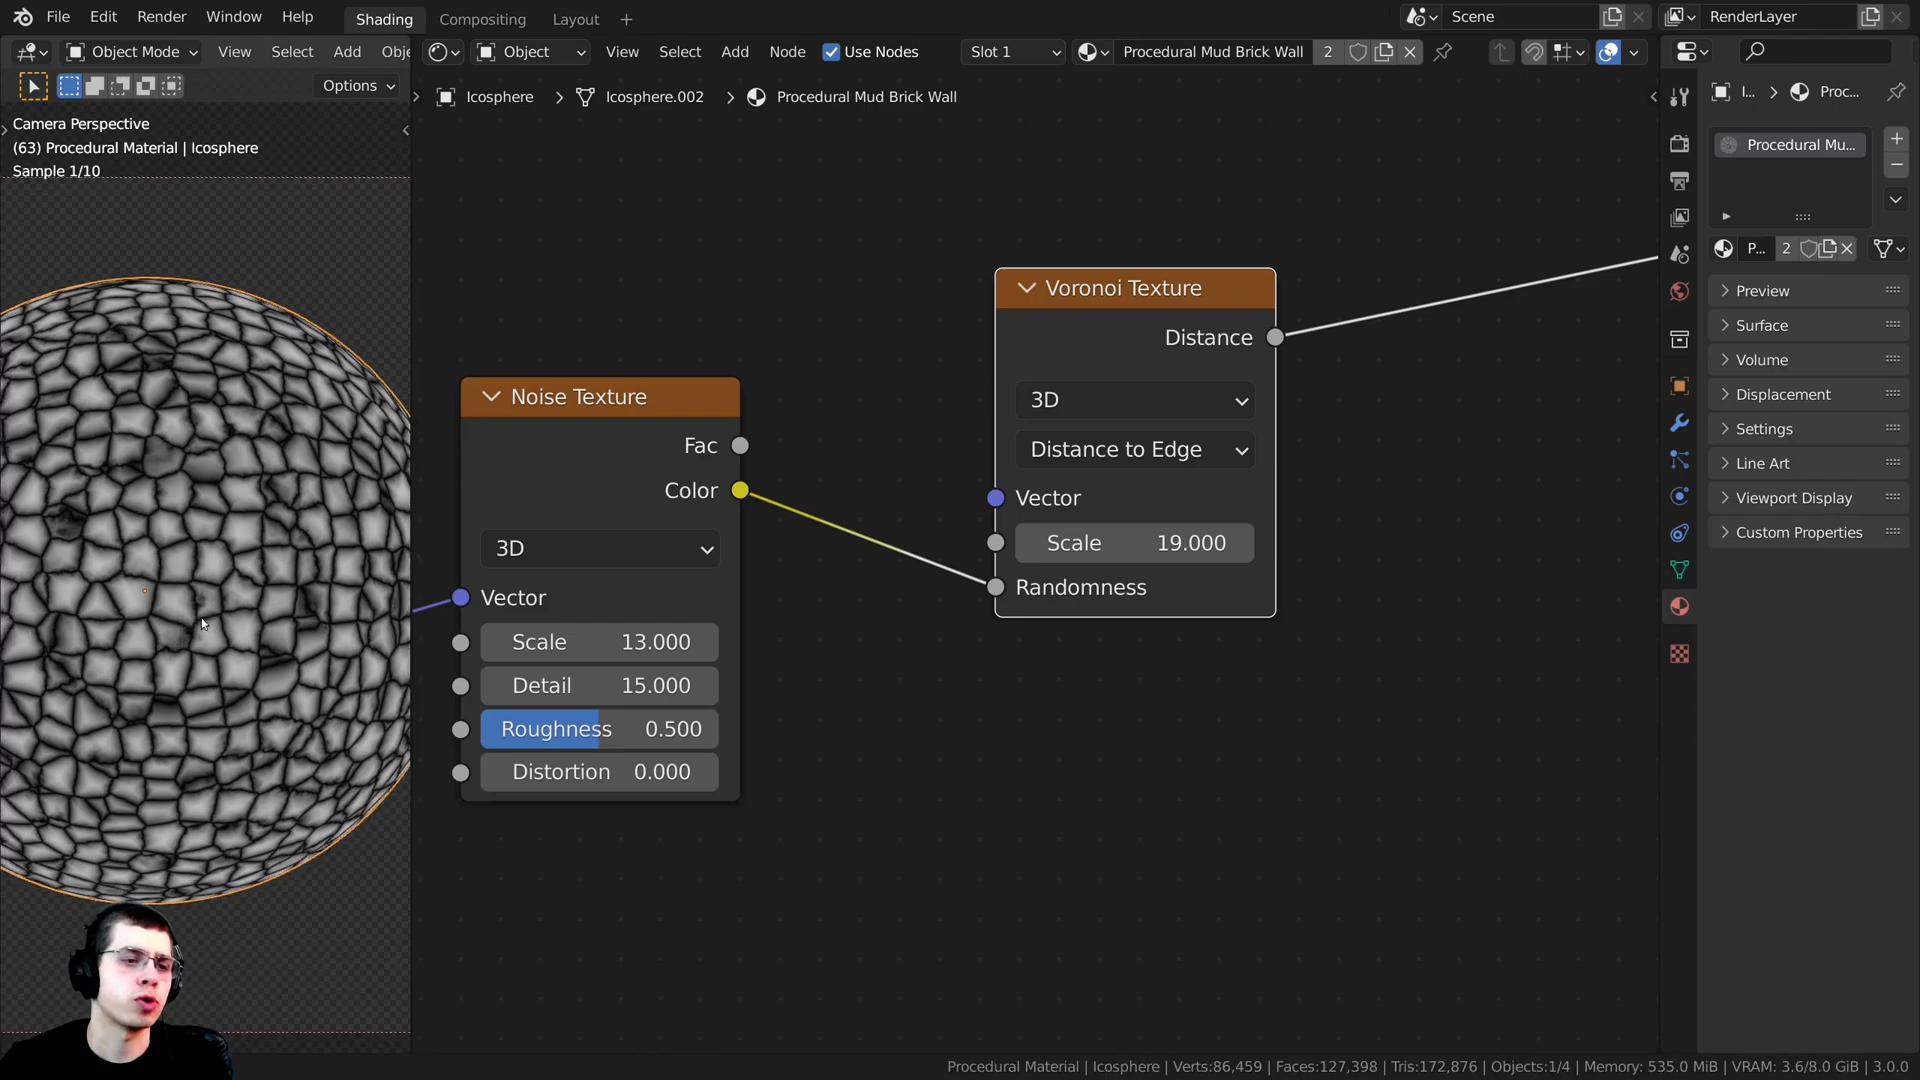 File Edit Render Window Help Shading Compositing Layout + Scene RenderLayer
Object Mode View Select Add Obje Object View Select Add Node Use Nodes Slot 1 Procedural Mud Brick Wall 2
Options
Icosphere > Icosphere.002 > Procedural Mud Brick Wall
I... > Proc...
Camera Perspective
(63) Procedural Material | Icosphere
Sample 1/10
Procedural Mu...
P... 2
Preview
Surface
Volume
Displacement
Settings
Line Art
Viewport Display
Custom Properties
Noise Texture
Fac
Color
3D
Vector
Scale 13.000
Detail 15.000
Roughness 0.500
Distortion 0.000
Voronoi Texture
Distance
3D
Distance to Edge
Vector
Scale 19.000
Randomness
Procedural Material | Icosphere | Verts:86,459 | Faces:127,398 | Tris:172,876 | Objects:1/4 | Memory: 535.0 MiB | VRAM: 3.6/8.0 GiB | 3.0.0